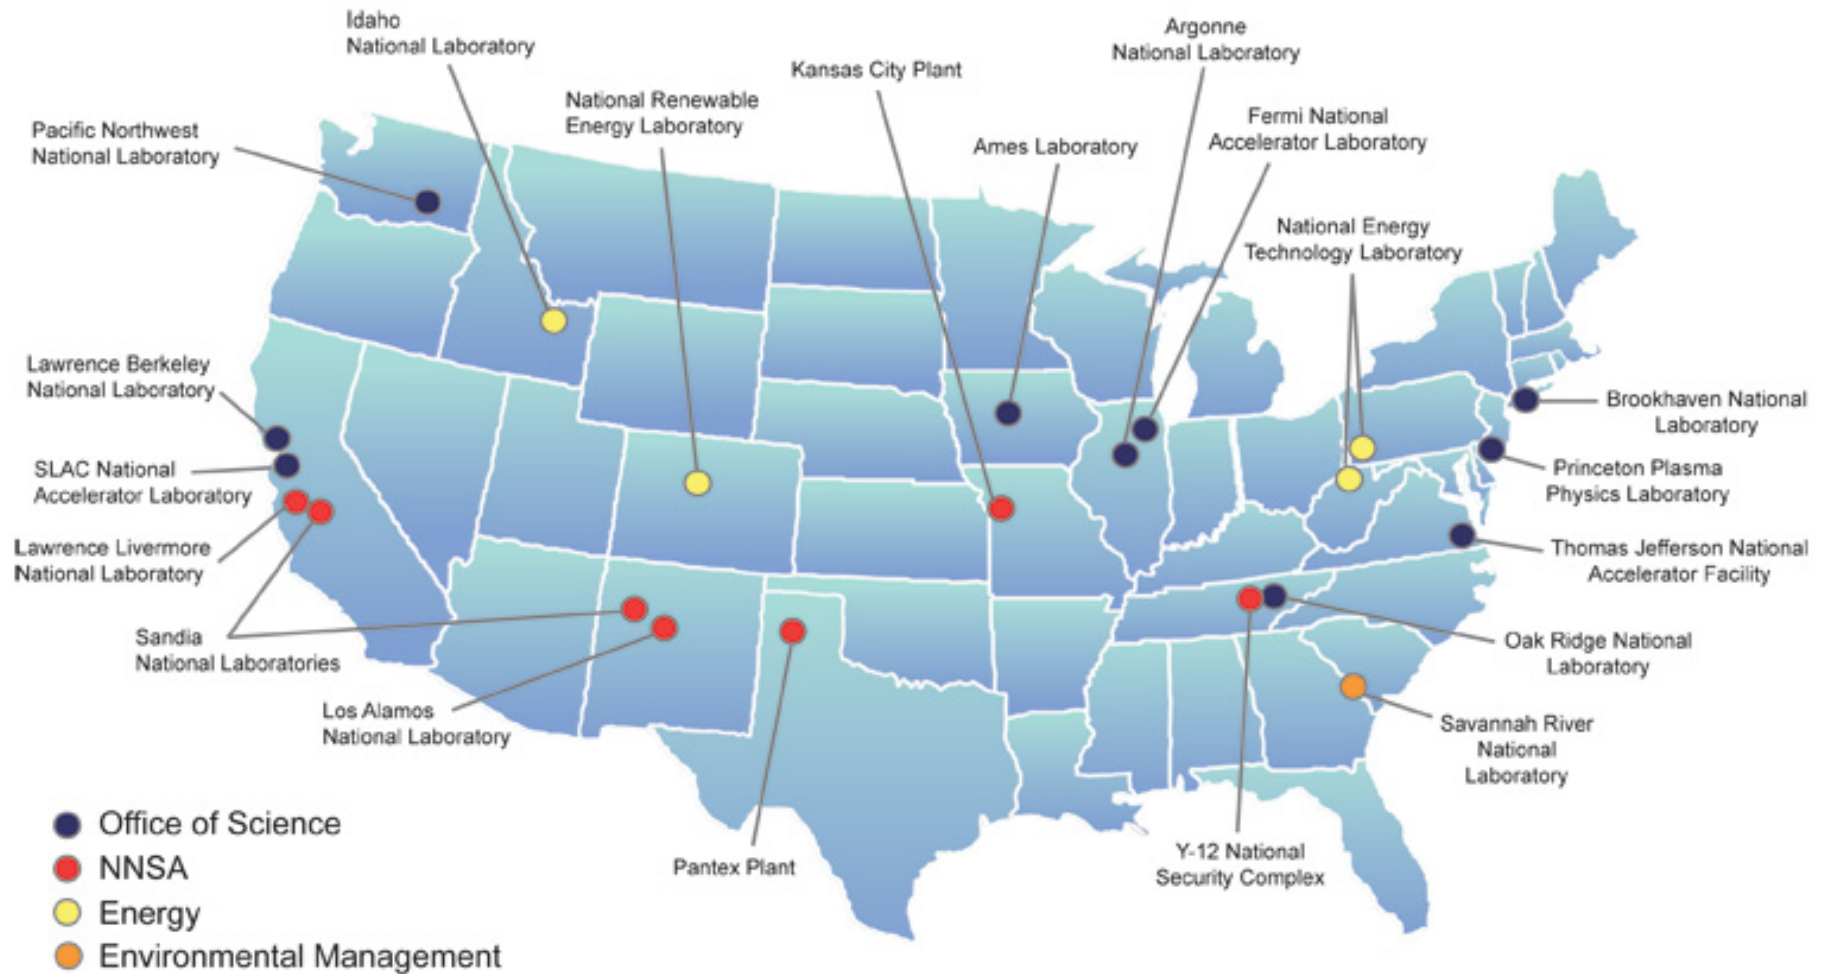 Idaho
National Laboratory
Argonne
National Laboratory
Kansas City Plant
National Renewable
Energy Laboratory
Fermi National
Accelerator Laboratory
Pacific Northwest
National Laboratory
Ames Laboratory
National Energy
Technology Laboratory
Lawrence Berkeley
National Laboratory
Brookhaven National
Laboratory
SLAC National
Accelerator Laboratory
Princeton Plasma
Physics Laboratory
Lawrence Livermore
National Laboratory
Thomas Jefferson National
Accelerator Facility
Sandia
National Laboratories
Oak Ridge National
Laboratory
Los Alamos
National Laboratory
Savannah River
National
Laboratory
Pantex Plant
Y-12 National
Security Complex
Office of Science
NNSA
Energy
Environmental Management